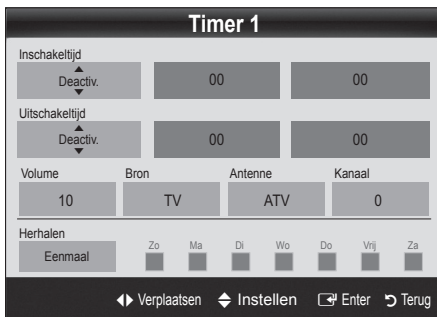 Timer 1
Inschakeltijd
Deactiv. 00 00
Uitschakeltijd
Deactiv. 00 00
Volume Bron Antenne Kanaal
10 TV ATV 0
Herhalen
Zo Ma Di Wo Do Vrij Za
Eenmaal
Verplaatsen Instellen Enter Terug